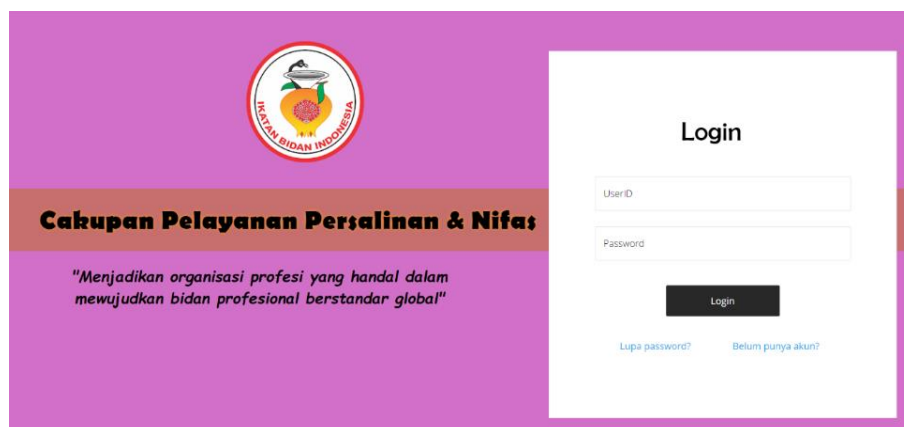 IKATAN BIDAN INDONESIA
Cakupan Pelayanan Persalinan & Nifas
"Menjadikan organisasi profesi yang handal dalam
mewujudkan bidan profesional berstandar global"
Login
UserID
Password
Login
Lupa password? Belum punya akun?